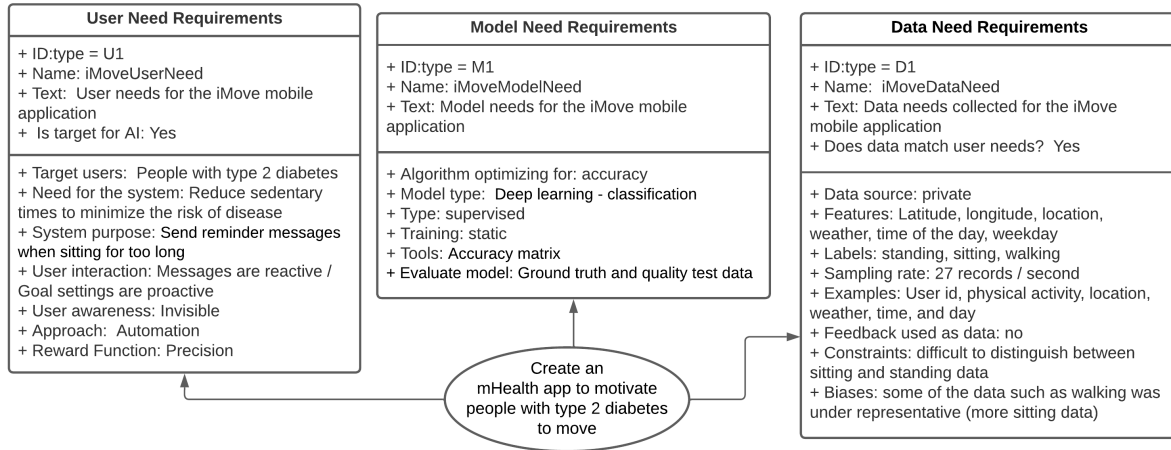 User Need Requirements
+ ID:type = U1
+ Name: iMoveUserNeed
+ Text:  User needs for the iMove mobile
application
+  Is target for AI: Yes
+ Target users:  People with type 2 diabetes
+ Need for the system: Reduce sedentary
times to minimize the risk of disease
+ System purpose: Send reminder messages
when sitting for too long
+ User interaction: Messages are reactive /
Goal settings are proactive
+ User awareness: Invisible
+ Approach:  Automation
+ Reward Function: Precision
Model Need Requirements
+ ID:type = M1
+ Name: iMoveModelNeed
+ Text: Model needs for the iMove mobile
application
+ Algorithm optimizing for: accuracy
+ Model type:  Deep learning - classification
+ Type: supervised
+ Training: static
+ Tools: Accuracy matrix
+ Evaluate model: Ground truth and quality test data
Data Need Requirements
+ ID:type = D1
+ Name:  iMoveDataNeed
+ Text: Data needs collected for the iMove
mobile application
+ Does data match user needs?  Yes
+ Data source: private
+ Features: Latitude, longitude, location,
weather, time of the day, weekday
+ Labels: standing, sitting, walking
+ Sampling rate: 27 records / second
+ Examples: User id, physical activity, location,
weather, time, and day
+ Feedback used as data: no
+ Constraints: difficult to distinguish between
sitting and standing data
+ Biases: some of the data such as walking was
under representative (more sitting data)
Create an
mHealth app to motivate
people with type 2 diabetes
to move